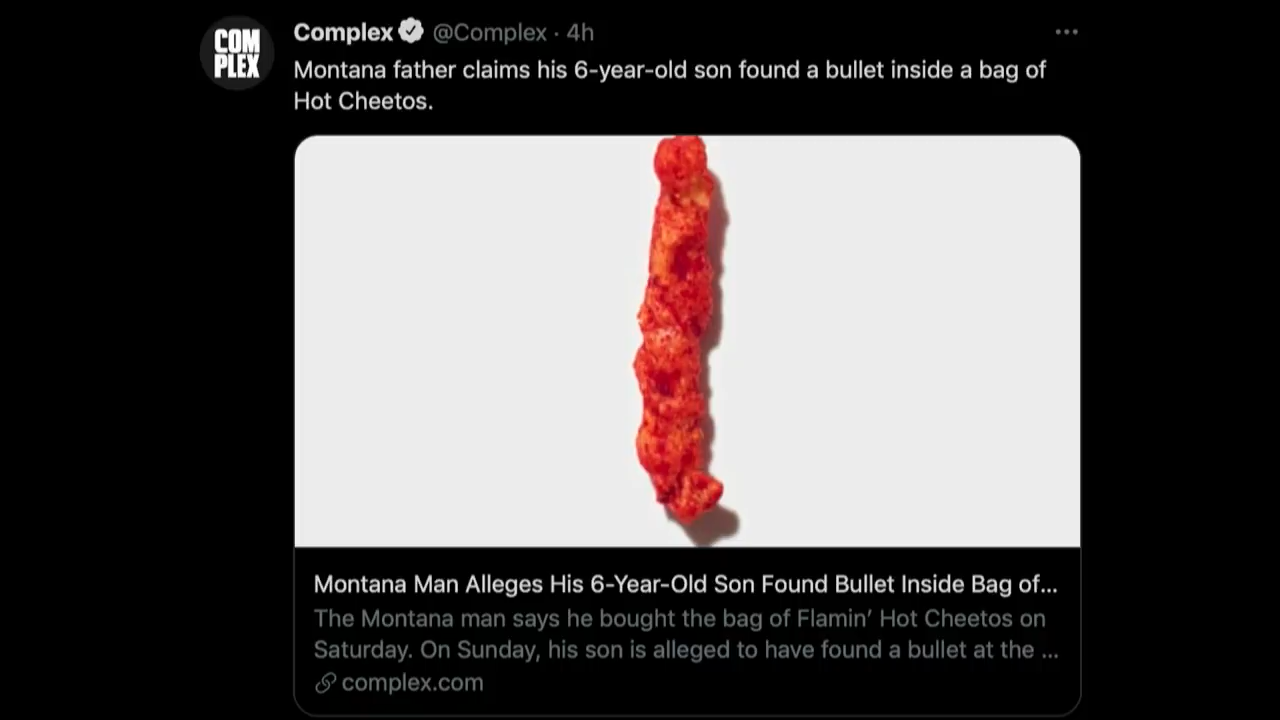 COM
PLEX
Complex @Complex · 4h
Montana father claims his 6-year-old son found a bullet inside a bag of
Hot Cheetos.
Montana Man Alleges His 6-Year-Old Son Found Bullet Inside Bag of...
The Montana man says he bought the bag of Flamin’ Hot Cheetos on
Saturday. On Sunday, his son is alleged to have found a bullet at the ...
complex.com